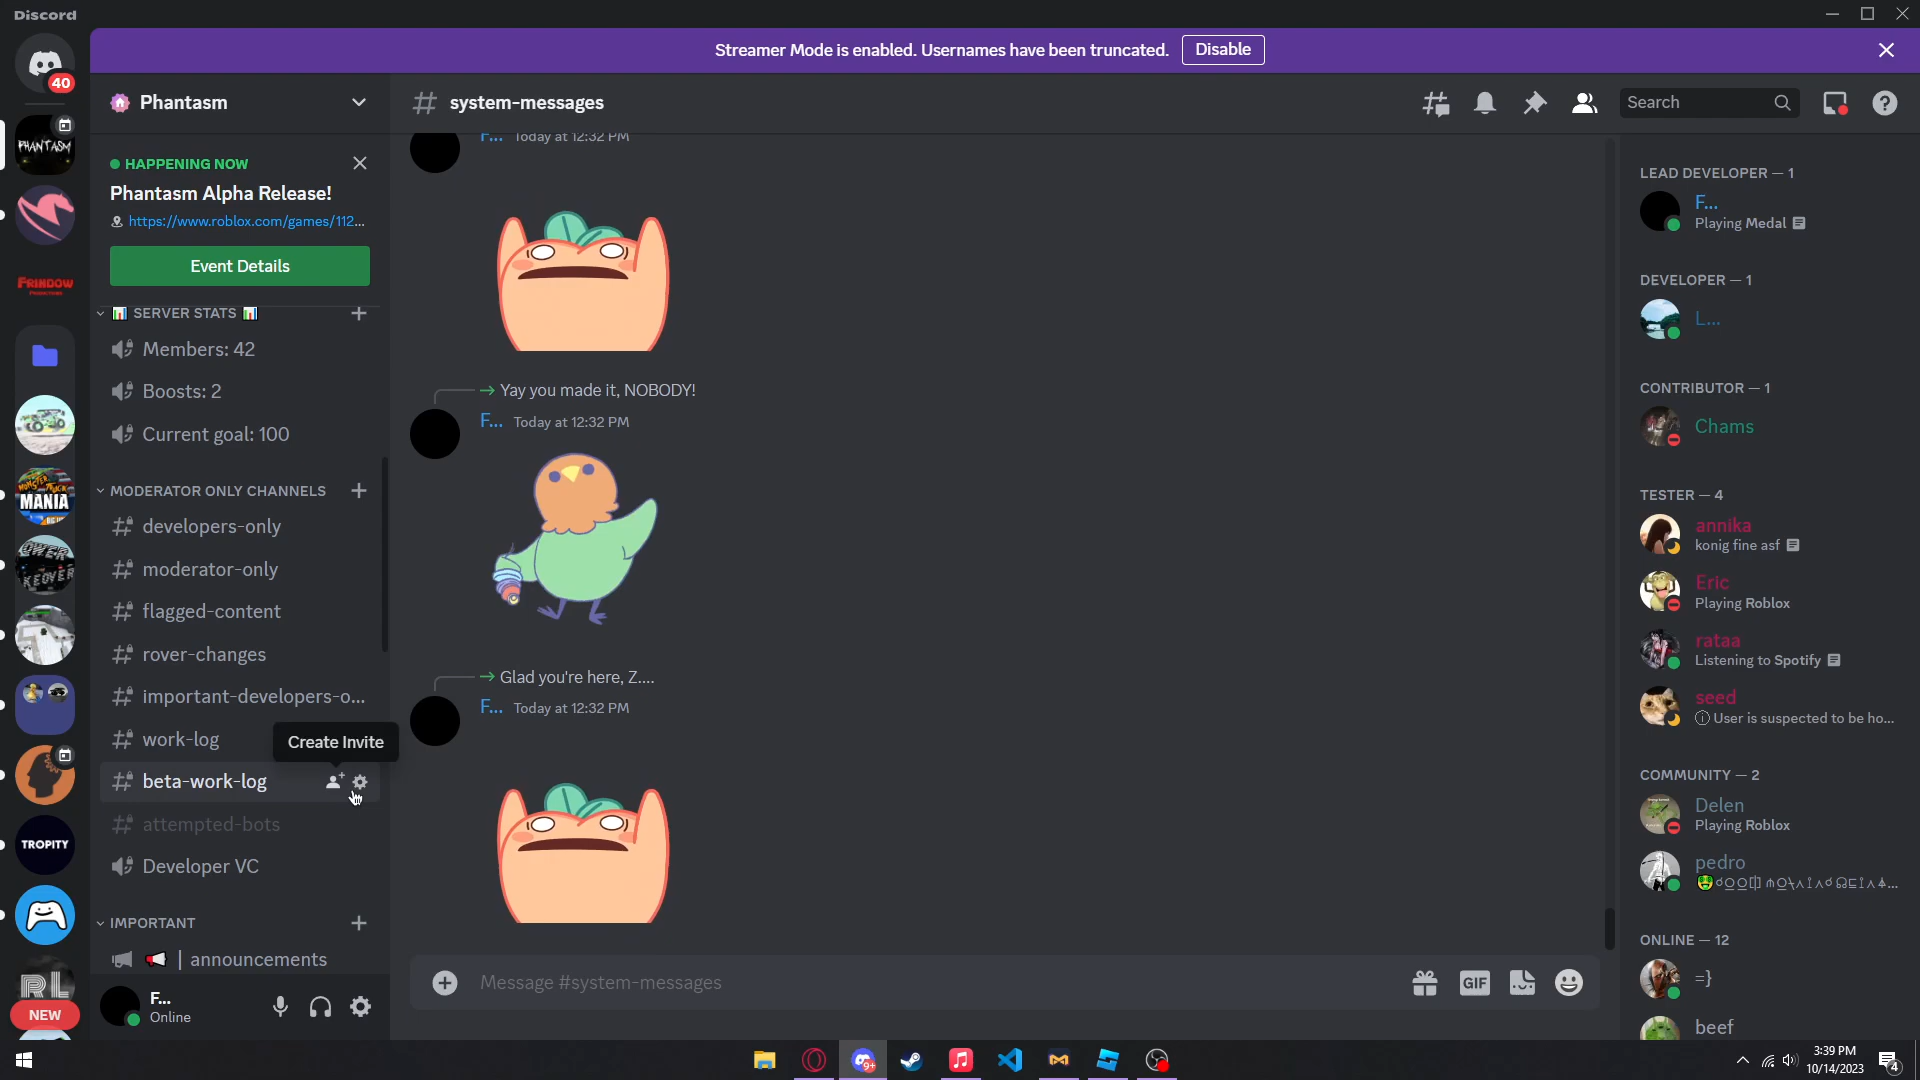 Discord
Streamer Mode is enabled. Usernames have been truncated.
Disable
40
Phantasm
system-messages
Search
PHANTASM
HAPPENING NOW
Phantasm Alpha Release!
https://www.roblox.com/games/112...
Event Details
FRINDOW
SERVER STATS
Members: 42
Boosts: 2
Current goal: 100
MODERATOR ONLY CHANNELS
developers-only
moderator-only
flagged-content
rover-changes
important-developers-o...
work-log
Create Invite
beta-work-log
attempted-bots
Developer VC
IMPORTANT
| announcements
MONSTER TRUCK
MANIA
TROPITY
RL
NEW
F...
Online
F... Today at 12:32 PM
Yay you made it, NOBODY!
F... Today at 12:32 PM
Glad you're here, Z....
F... Today at 12:32 PM
Message #system-messages
GIF
LEAD DEVELOPER — 1
F...
Playing Medal
DEVELOPER — 1
L...
CONTRIBUTOR — 1
Chams
TESTER — 4
annika
konig fine asf
Eric
Playing Roblox
rataa
Listening to Spotify
seed
User is suspected to be ho...
COMMUNITY — 2
Delen
Playing Roblox
pedro
ONLINE — 12
=}
beef
9+
3:39 PM
10/14/2023
4